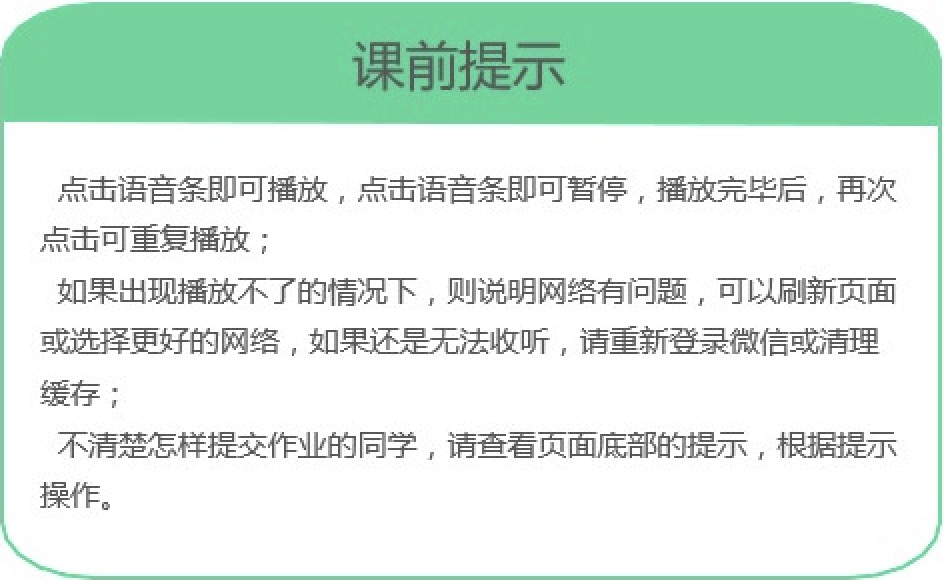 课前提示
点击语音条即可播放，点击语音条即可暂停，播放完毕后，再次
点击可重复播放；
如果出现播放不了的情况下，则说明网络有问题，可以刷新页面
或选择更好的网络，如果还是无法收听，请重新登录微信或清理
缓存；
不清楚怎样提交作业的同学，请查看页面底部的提示，根据提示
操作。